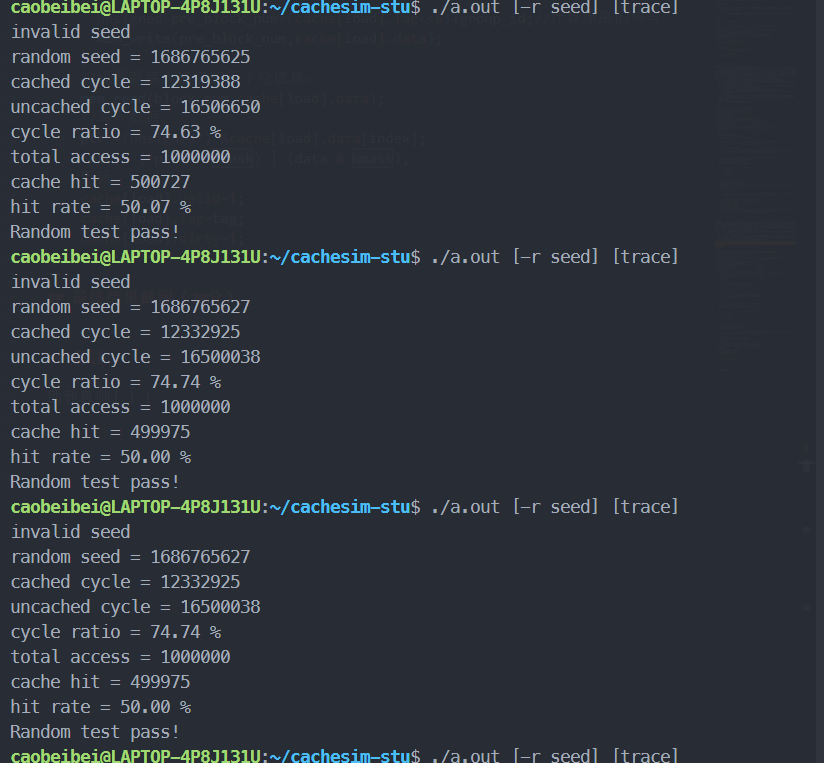 caobeibei@LAPTOP-4P8J131U:~/cachesim-stu$ ./a.out [-r seed] [trace]
invalid seed
random seed = 1686765625
cached cycle = 12319388
uncached cycle = 16506650
cycle ratio = 74.63 %
total access = 1000000
cache hit = 500727
hit rate = 50.07 %
Random test pass!
caobeibei@LAPTOP-4P8J131U:~/cachesim-stu$ ./a.out [-r seed] [trace]
invalid seed
random seed = 1686765627
cached cycle = 12332925
uncached cycle = 16500038
cycle ratio = 74.74 %
total access = 1000000
cache hit = 499975
hit rate = 50.00 %
Random test pass!
caobeibei@LAPTOP-4P8J131U:~/cachesim-stu$ ./a.out [-r seed] [trace]
invalid seed
random seed = 1686765627
cached cycle = 12332925
uncached cycle = 16500038
cycle ratio = 74.74 %
total access = 1000000
cache hit = 499975
hit rate = 50.00 %
Random test pass!
caobeibei@LAPTOP-4P8J131U:~/cachesim-stu$ ./a.out [-r seed] [trace]